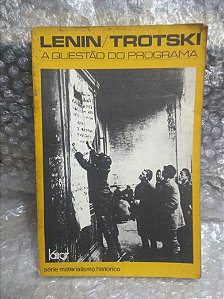 LENIN/TROTSKI
A QUESTÃO DO PROGRAMA
kairós
série materialismo histórico